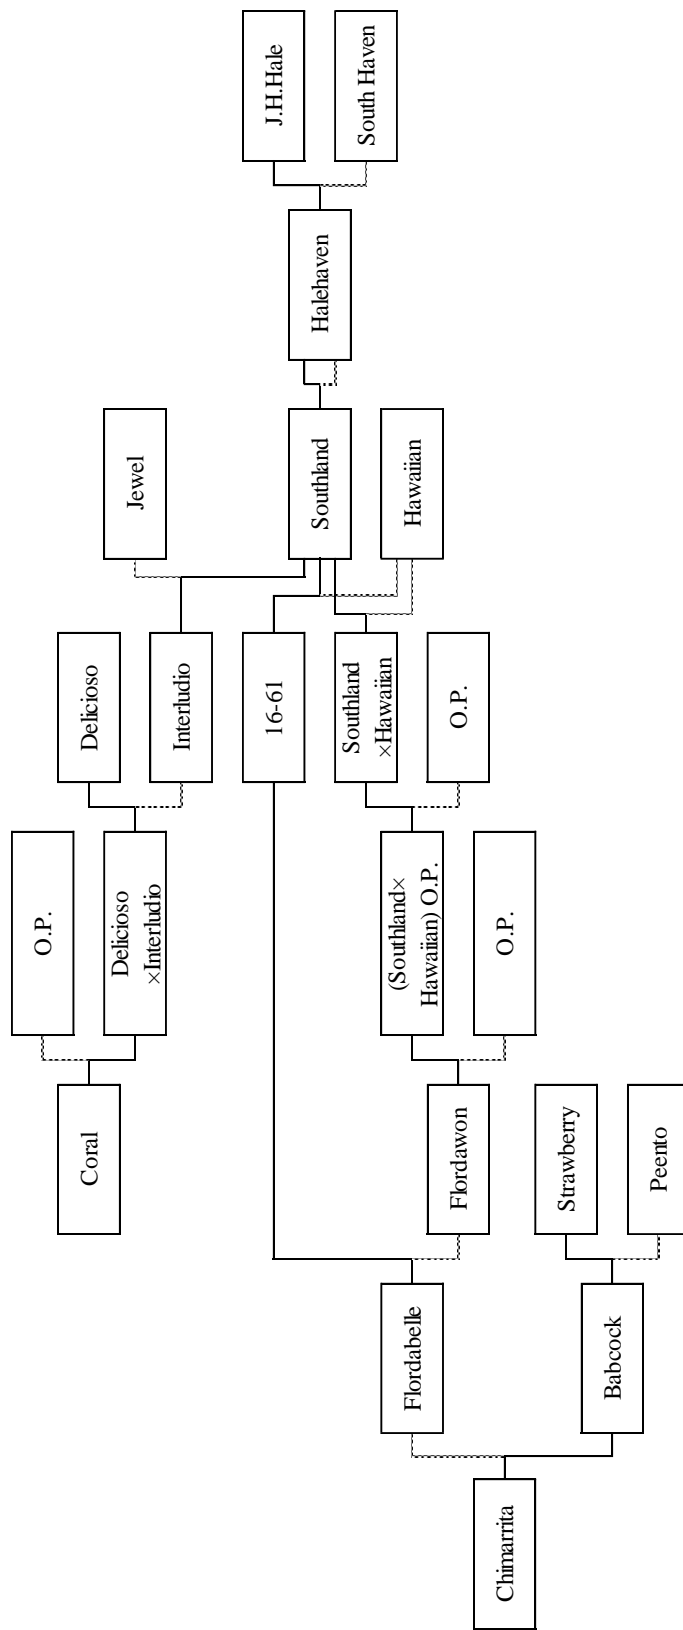 J.H.Hale
South Haven
Halehaven
Jewel
Southland
Hawaiian
Delicioso
Interludio
16-61
Southland
×Hawaiian
O.P.
O.P.
Delicioso
×Interludio
(Southland×
Hawaiian) O.P.
O.P.
Coral
Flordawon
Strawberry
Peento
Flordabelle
Babcock
Chimarrita